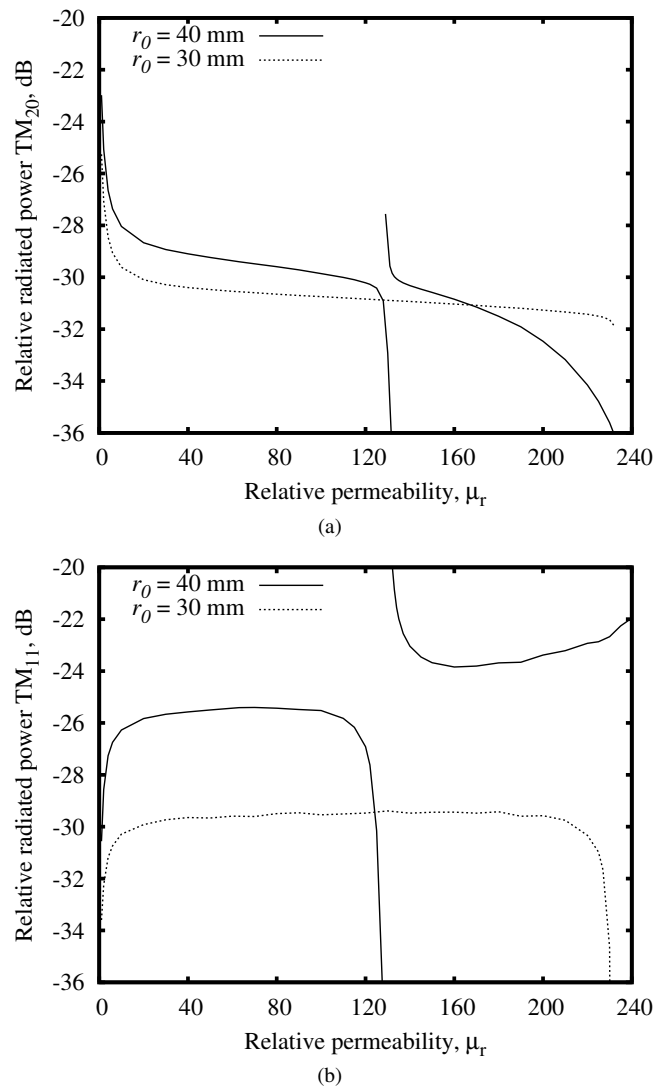 -20
-22
-24
-26
-28
-30
-32
-34
-36
Relative radiated power TM20, dB
r0 = 40 mm
r0 = 30 mm
0 40 80 120 160 200 240
Relative permeability, μr
(a)
-20
-22
-24
-26
-28
-30
-32
-34
-36
Relative radiated power TM11, dB
r0 = 40 mm
r0 = 30 mm
0 40 80 120 160 200 240
Relative permeability, μr
(b)